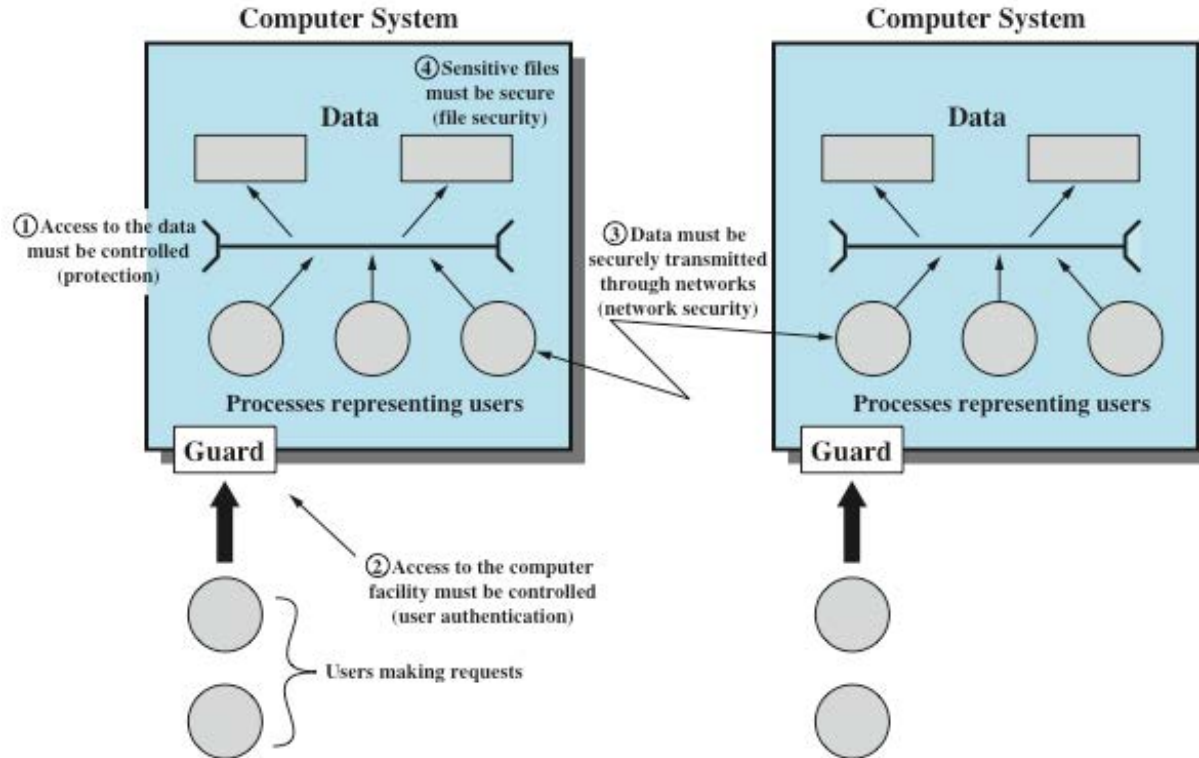 Computer System
④Sensitive files
must be secure
(file security)
Data
①Access to the data
must be controlled
(protection)
Processes representing users
Guard
②Access to the computer
facility must be controlled
(user authentication)
Users making requests
③Data must be
securely transmitted
through networks
(network security)
Computer System
Data
Processes representing users
Guard